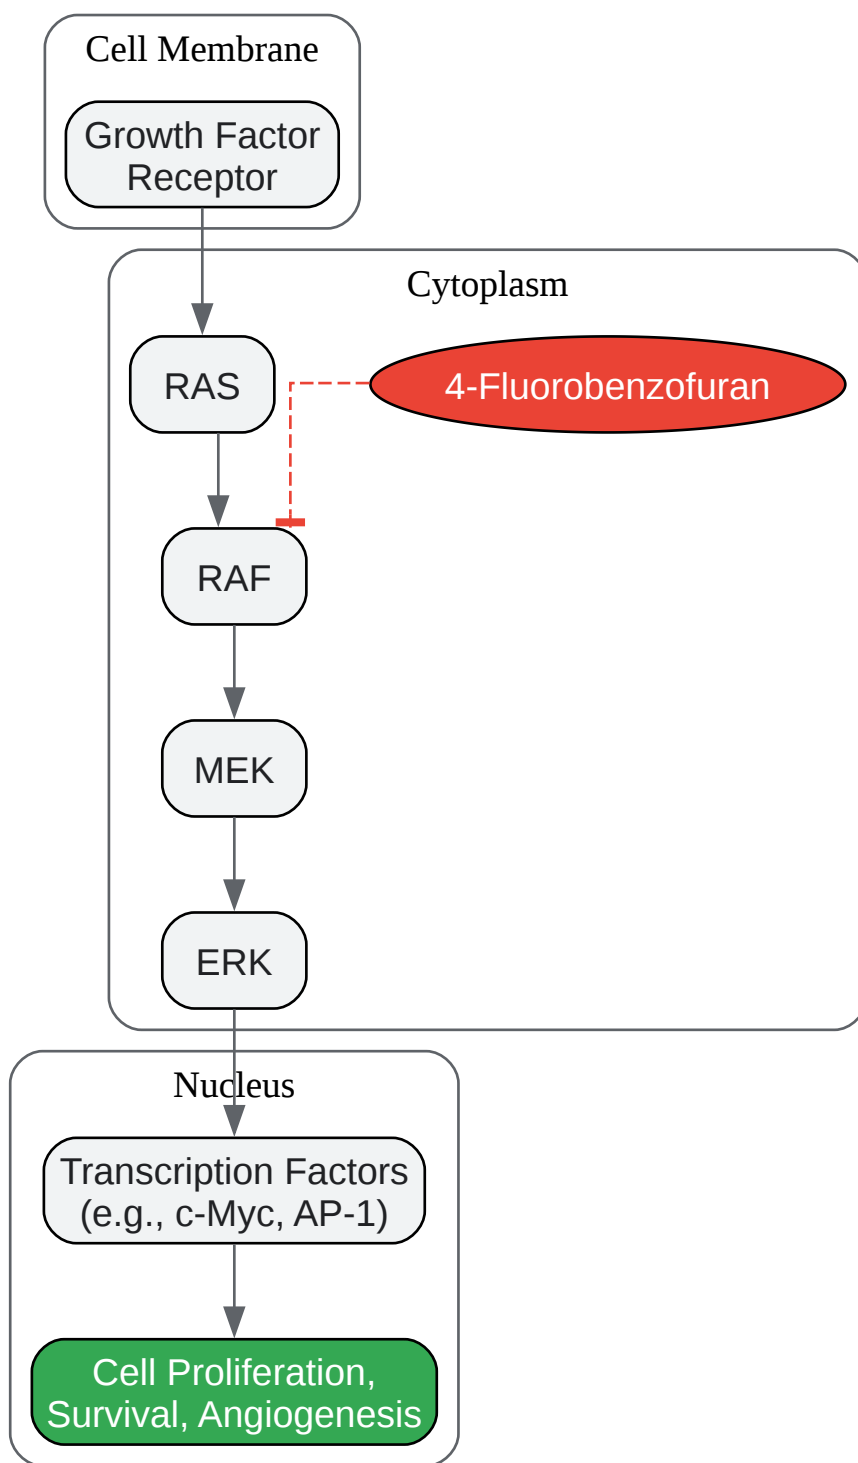 Cell Membrane
Growth Factor
Receptor
Cytoplasm
RAS
4-Fluorobenzofuran
RAF
MEK
ERK
Nucleus
Transcription Factors
(e.g., c-Myc, AP-1)
Cell Proliferation,
Survival, Angiogenesis